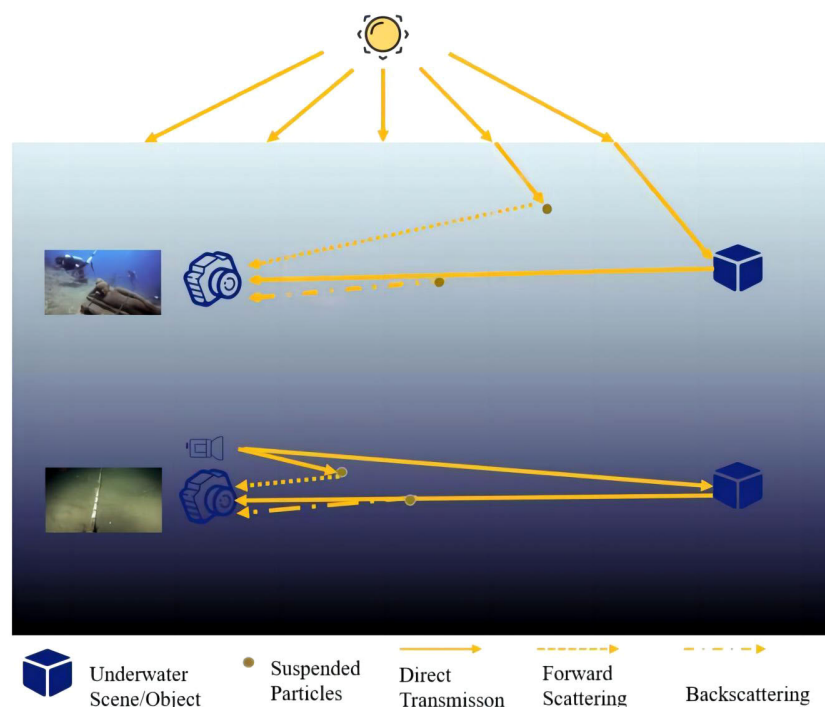 Underwater
Scene/Object
Suspended
Particles
Direct
Transmisson
Forward
Scattering
Backscattering